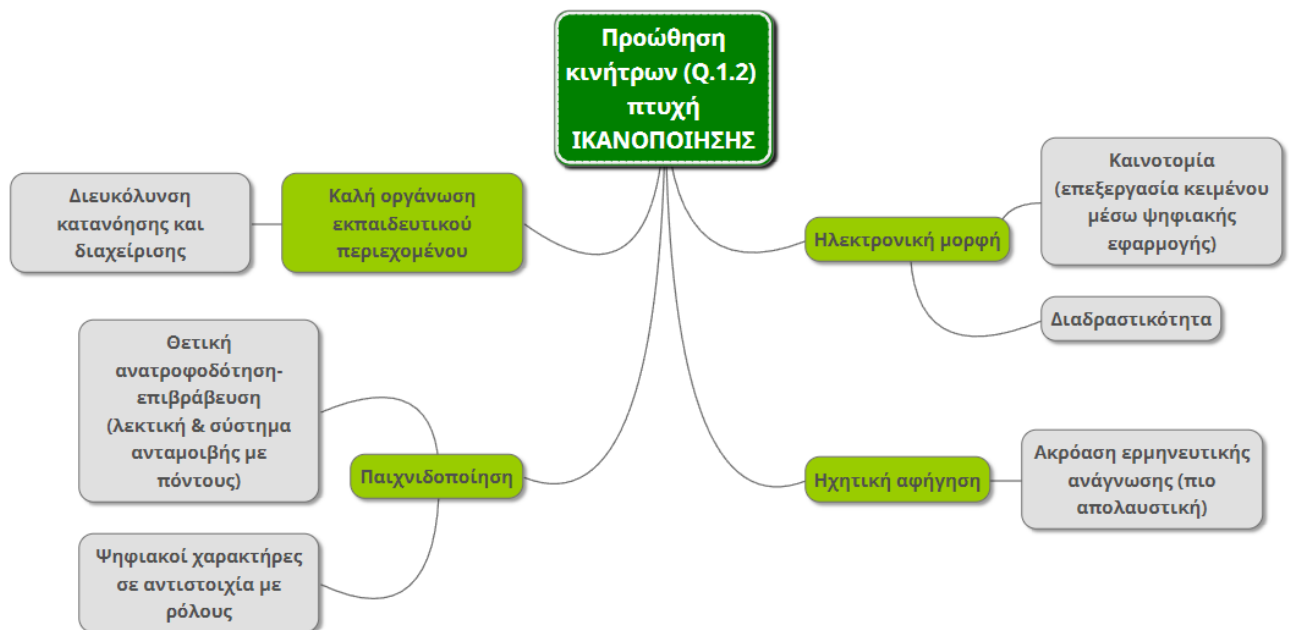 Προώθηση
κινήτρων (Q.1.2)
πτυχή
ΙΚΑΝΟΠΟΙΗΣΗΣ
Διευκόλυνση
κατανόησης και
διαχείρισης
Καλή οργάνωση
εκπαιδευτικού
περιεχομένου
Ηλεκτρονική μορφή
Καινοτομία
(επεξεργασία κειμένου
μέσω ψηφιακής
εφαρμογής)
Διαδραστικότητα
Θετική
ανατροφοδότηση-
επιβράβευση
(λεκτική & σύστημα
ανταμοιβής με
πόντους)
Παιχνιδοποίηση
Ψηφιακοί χαρακτήρες
σε αντιστοιχία με
ρόλους
Ηχητική αφήγηση
Ακρόαση ερμηνευτικής
ανάγνωσης (πιο
απολαυστική)